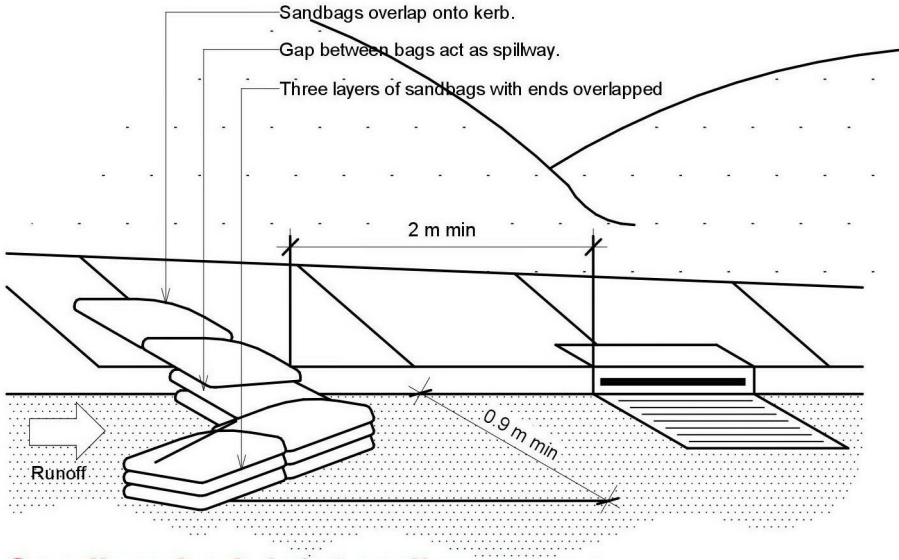 Sandbags overlap onto kerb.
Gap between bags act as spillway.
Three layers of sandbags with ends overlapped
2 m min
0.9 m min
Runoff